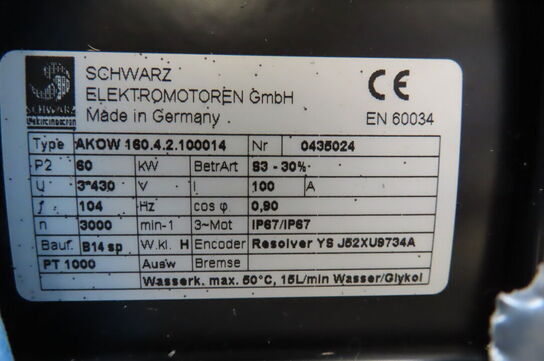 SCHWARZ
ELEKTROMOTOREN GmbH
Made in Germany
CE
EN 60034
SCHWARZ
Elektromotoren
Type AKOW 160.4.2.100014 Nr 0435024
P2 60 KW BetrArt S3 - 30%
U 3*430 V I 100 A
f 104 Hz cos φ 0,90
n 3000 min-1 3~Mot IP67/IP67
Bauf. B14 sp W.kl. H Encoder Resolver YS J52XU9734A
PT 1000 Ausw Bremse
Wasserk. max. 50°C, 15L/min Wasser/Glykol